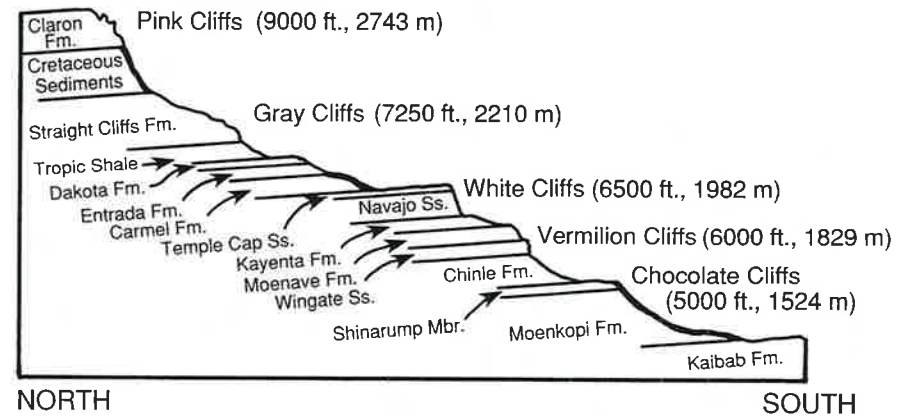 Claron
Fm.
Pink Cliffs (9000 ft., 2743 m)
Cretaceous
Sediments
Gray Cliffs (7250 ft., 2210 m)
Straight Cliffs Fm.
Tropic Shale
Dakota Fm.
Entrada Fm.
Carmel Fm.
Temple Cap Ss.
White Cliffs (6500 ft., 1982 m)
Navajo Ss.
Kayenta Fm.
Moenave Fm.
Wingate Ss.
Vermilion Cliffs (6000 ft., 1829 m)
Chinle Fm.
Chocolate Cliffs
(5000 ft., 1524 m)
Shinarump Mbr.
Moenkopi Fm.
Kaibab Fm.
NORTH
SOUTH